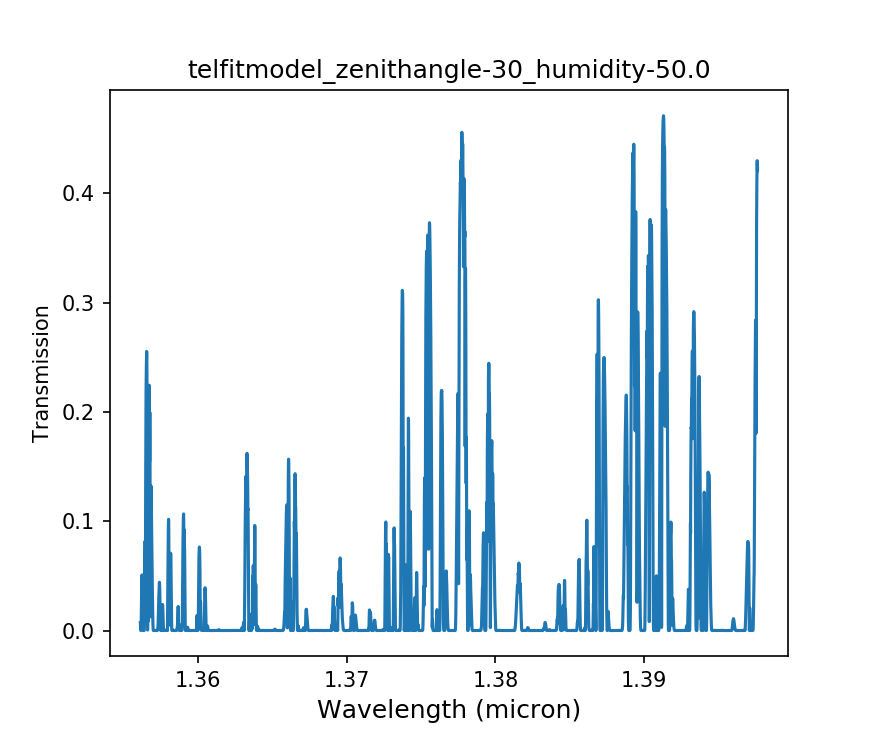 telfitmodel_zenithangle-30_humidity-50.0
Transmission
0.4
0.3
0.2
0.1
0.0
1.36 1.37 1.38 1.39
Wavelength (micron)